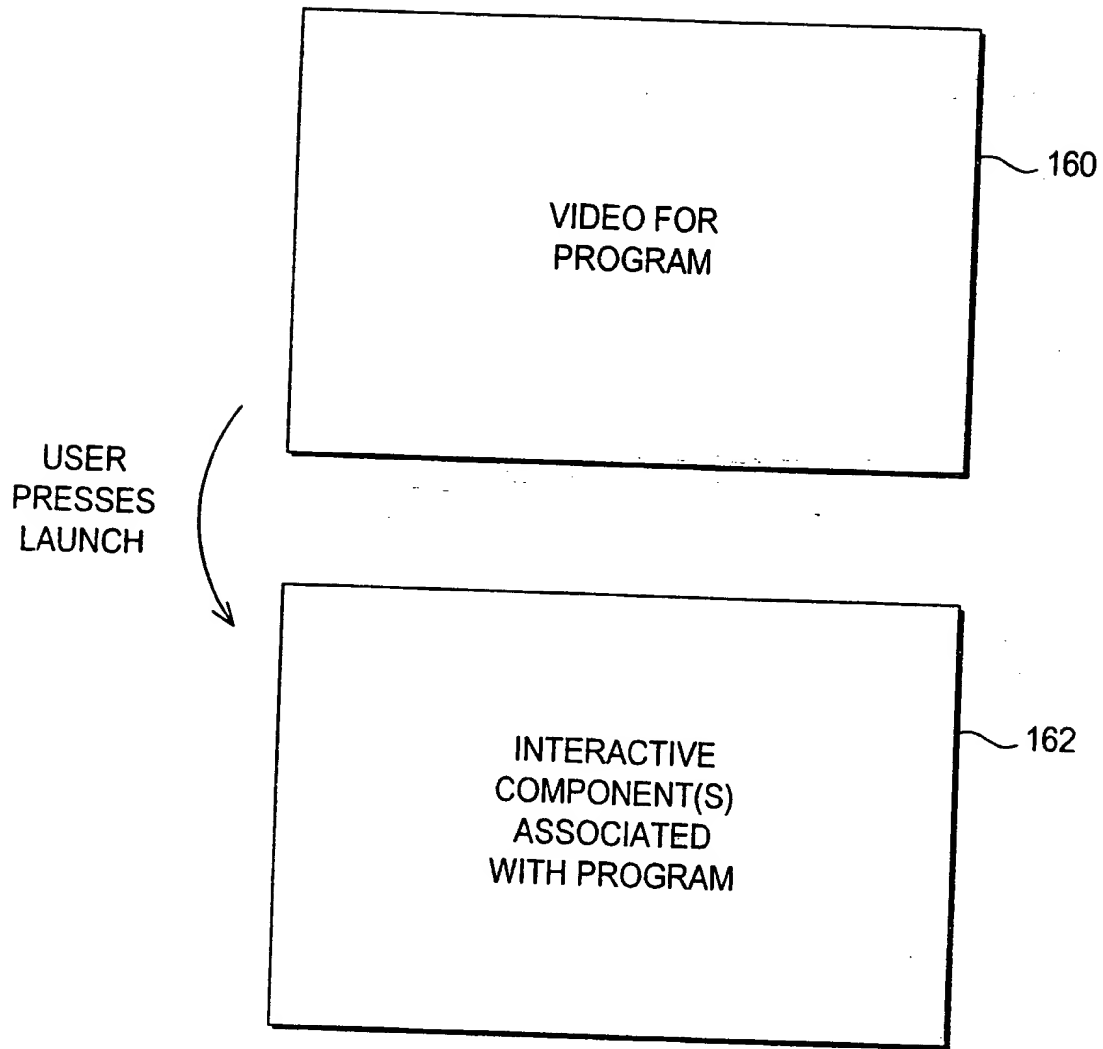 VIDEO FOR
PROGRAM
160
USER
PRESSES
LAUNCH
INTERACTIVE
COMPONENT(S)
ASSOCIATED
WITH PROGRAM
162